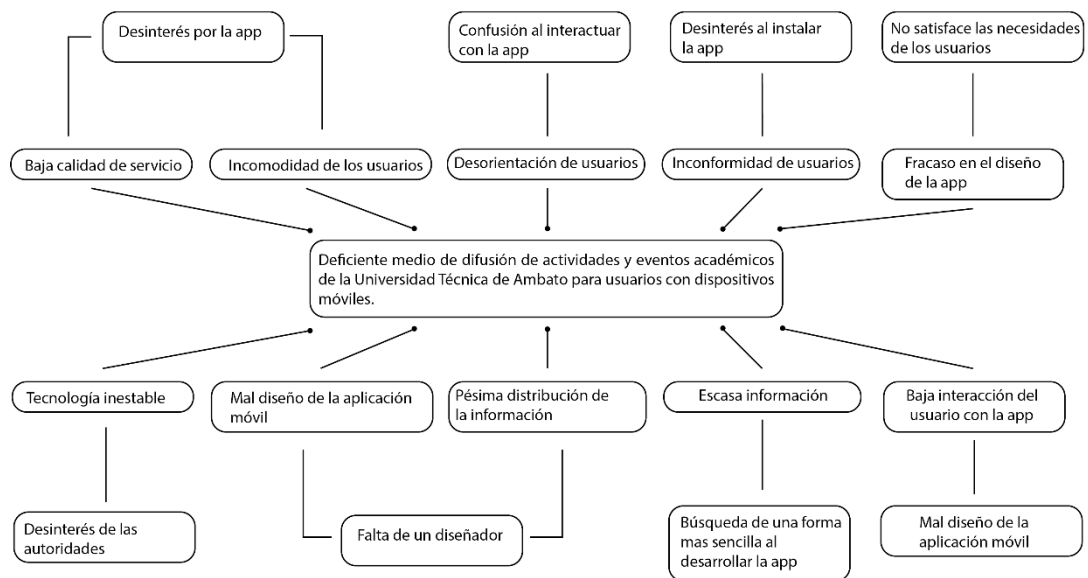 Desinterés por la app
Confusión al interactuar
con la app
Desinterés al instalar
la app
No satisface las necesidades
de los usuarios
Baja calidad de servicio
Incomodidad de los usuarios
Desorientación de usuarios
Inconformidad de usuarios
Fracaso en el diseño
de la app
Deficiente medio de difusión de actividades y eventos académicos
de la Universidad Técnica de Ambato para usuarios con dispositivos
móviles.
Tecnología inestable
Mal diseño de la aplicación
móvil
Pésima distribución de
la información
Escasa información
Baja interacción del
usuario con la app
Desinterés de las
autoridades
Falta de un diseñador
Búsqueda de una forma
mas sencilla al
desarrollar la app
Mal diseño de la
aplicación móvil